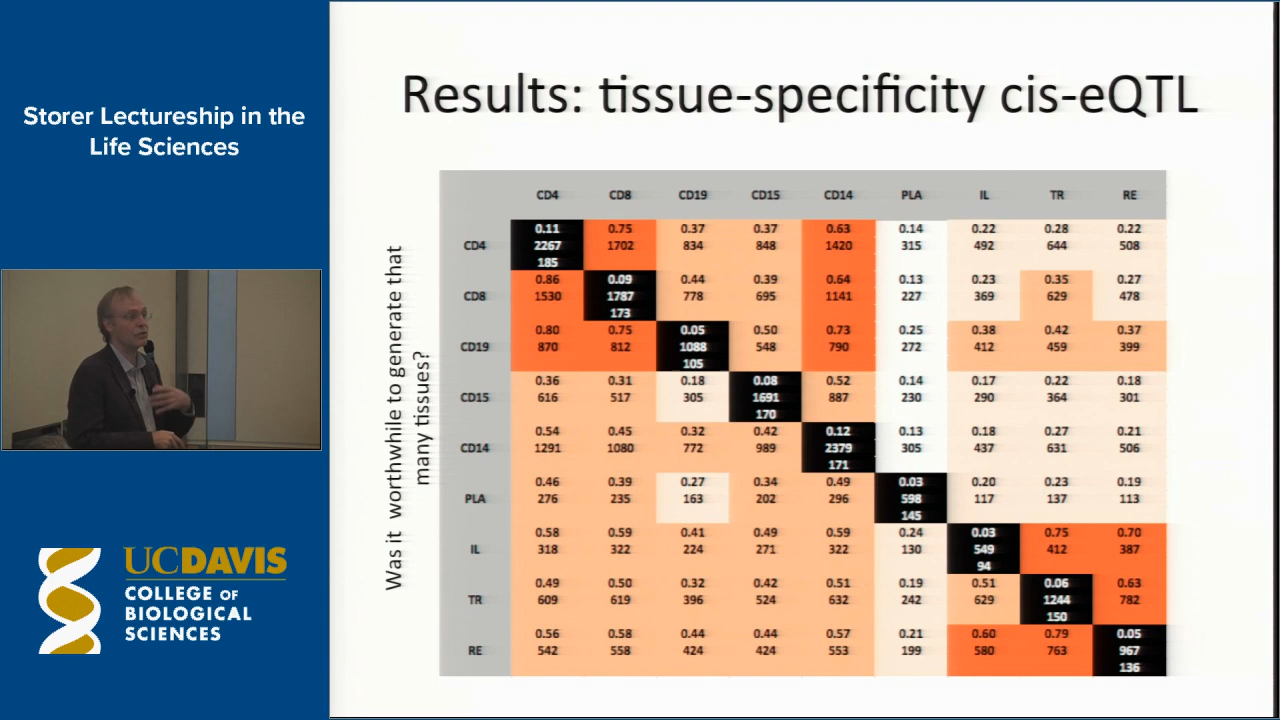 Storer Lectureship in the
Life Sciences
UCDAVIS
COLLEGE OF
BIOLOGICAL
SCIENCES
Results: tissue-specificity cis-eQTL
Was it worthwhile to generate that
many tissues?
CD4 CD8 CD19 CD15 CD14 PLA IL TR RE
0.11 0.75 0.37 0.37 0.63 0.14 0.22 0.28 0.22
CD4 2267 1702 834 848 1420 315 492 644 508
185
0.86 0.09 0.44 0.39 0.64 0.13 0.23 0.35 0.27
CD8 1530 1787 778 695 1141 227 369 629 478
173
0.80 0.75 0.05 0.50 0.73 0.25 0.38 0.42 0.37
CD19 870 812 1088 548 790 272 412 459 399
105
0.36 0.31 0.18 0.08 0.52 0.14 0.17 0.22 0.18
CD15 616 517 305 1691 887 230 290 364 301
170
0.54 0.45 0.32 0.42 0.12 0.13 0.18 0.27 0.21
CD14 1291 1080 772 989 2379 305 437 631 506
171
0.46 0.39 0.27 0.34 0.49 0.03 0.20 0.23 0.19
PLA 276 235 163 202 296 598 117 137 113
145
0.58 0.59 0.41 0.49 0.59 0.24 0.03 0.75 0.70
IL 318 322 224 271 322 130 549 412 387
94
0.49 0.50 0.32 0.42 0.51 0.19 0.51 0.06 0.63
TR 609 619 396 524 632 242 629 1244 782
150
0.56 0.58 0.44 0.44 0.57 0.21 0.60 0.79 0.05
RE 542 558 424 424 553 199 580 763 967
136